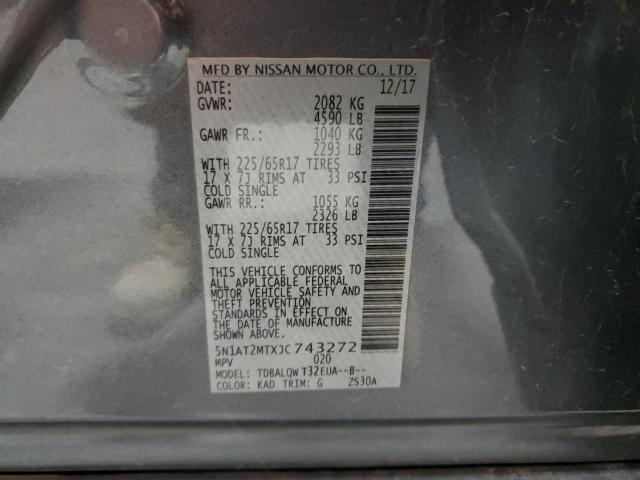 MFD BY NISSAN MOTOR CO., LTD.
DATE: 12/17
GVWR: 2082 KG
4590 LB
GAWR FR.: 1040 KG
2293 LB
WITH 225/65R17 TIRES
17 X 7J RIMS AT 33 PSI
COLD SINGLE
GAWR RR.: 1055 KG
2326 LB
WITH 225/65R17 TIRES
17 X 7J RIMS AT 33 PSI
COLD SINGLE
THIS VEHICLE CONFORMS TO
ALL APPLICABLE FEDERAL
MOTOR VEHICLE SAFETY AND
THEFT PREVENTION
STANDARDS IN EFFECT ON
THE DATE OF MANUFACTURE
SHOWN ABOVE.
5N1AT2MTXJC743272
MPV 020
MODEL: TDBALQW T32EUA--B--
COLOR: KAD TRIM: G ZS30A